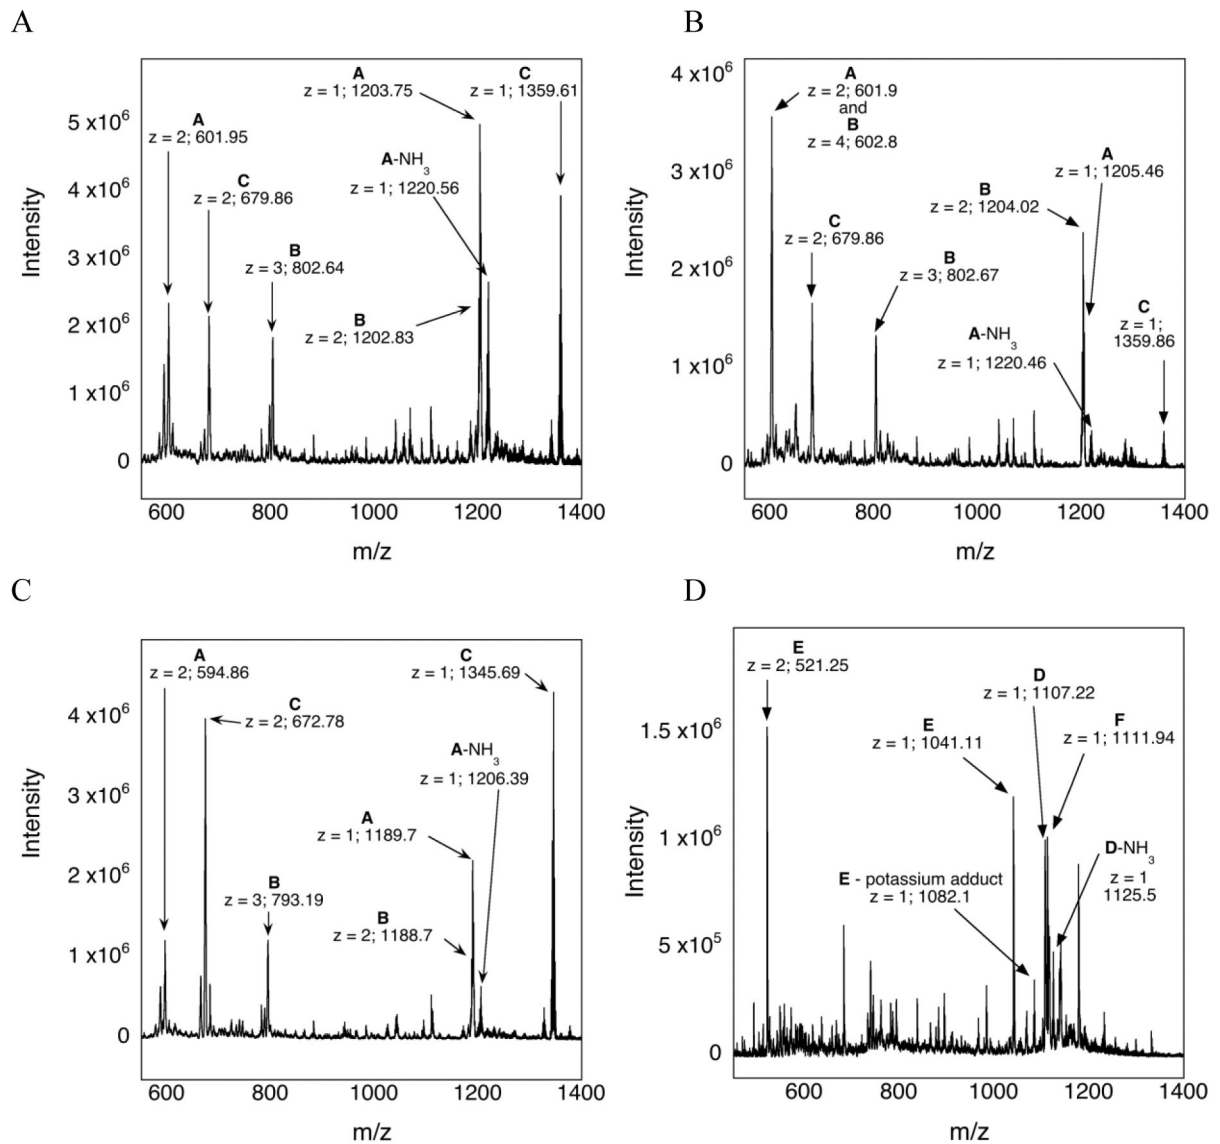 A
B
A
z = 1; 1203.75
C
z = 1; 1359.61
A
z = 2; 601.95
A-NH3
z = 1; 1220.56
C
z = 2; 679.86
B
z = 3; 802.64
B
z = 2; 1202.83
5 x10^6
4 x10^6
3 x10^6
2 x10^6
1 x10^6
0
Intensity
600
800
1000
1200
1400
m/z
A
z = 2; 601.9
and
B
z = 4; 602.8
A
z = 1; 1205.46
B
z = 2; 1204.02
C
z = 2; 679.86
B
z = 3; 802.67
C
z = 1;
1359.86
A-NH3
z = 1; 1220.46
4 x10^6
3 x10^6
2 x10^6
1 x10^6
0
Intensity
600
800
1000
1200
1400
m/z
C
D
A
z = 2; 594.86
C
z = 1; 1345.69
C
z = 2; 672.78
A-NH3
z = 1; 1206.39
A
z = 1; 1189.7
B
z = 3; 793.19
B
z = 2; 1188.7
4 x10^6
3 x10^6
2 x10^6
1 x10^6
0
Intensity
600
800
1000
1200
1400
m/z
E
z = 2; 521.25
D
z = 1; 1107.22
F
z = 1; 1111.94
E
z = 1; 1041.11
D-NH3
z = 1
1125.5
E - potassium adduct
z = 1; 1082.1
1.5 x10^6
1 x10^6
5 x10^5
0
Intensity
600
800
1000
1200
1400
m/z